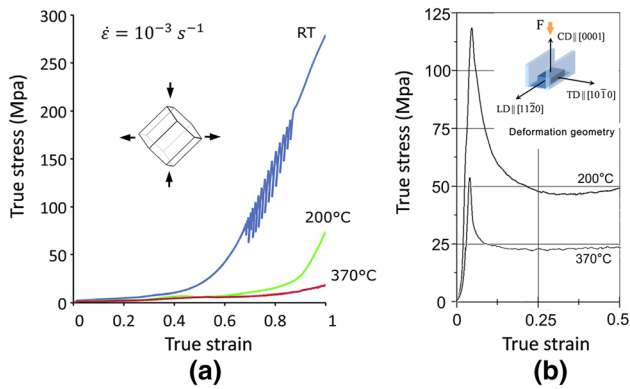 ε̇ = 10⁻³ s⁻¹
RT
200°C
370°C
True stress (Mpa)
300
250
200
150
100
50
0
0
0.2
0.4
0.6
0.8
1
True strain
(a)
F
CD∥[0001]
LD∥[112̄0]
TD∥[101̄0]
Deformation geometry
200°C
370°C
True stress (Mpa)
125
100
75
50
25
0
0
0.25
0.5
True strain
(b)